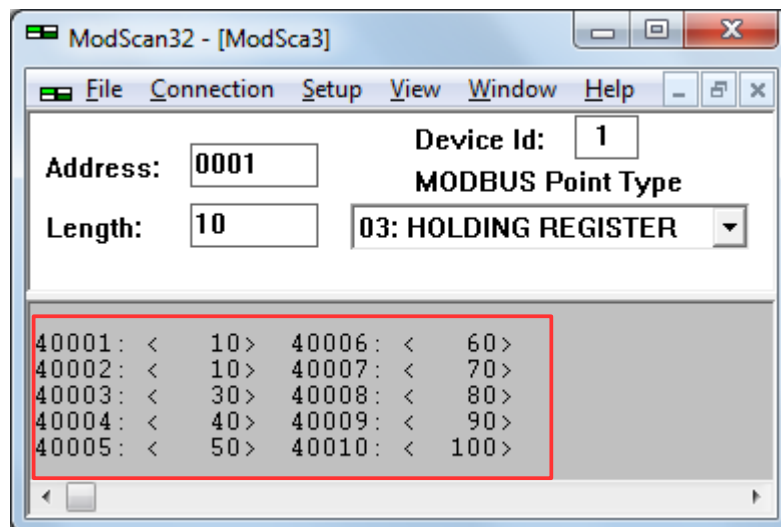 ModScan32 - [ModSca3]
File Connection Setup View Window Help
Address: 0001
Device Id: 1
MODBUS Point Type
Length: 10
03: HOLDING REGISTER
40001: <    10>  40006: <    60>
40002: <    10>  40007: <    70>
40003: <    30>  40008: <    80>
40004: <    40>  40009: <    90>
40005: <    50>  40010: <   100>